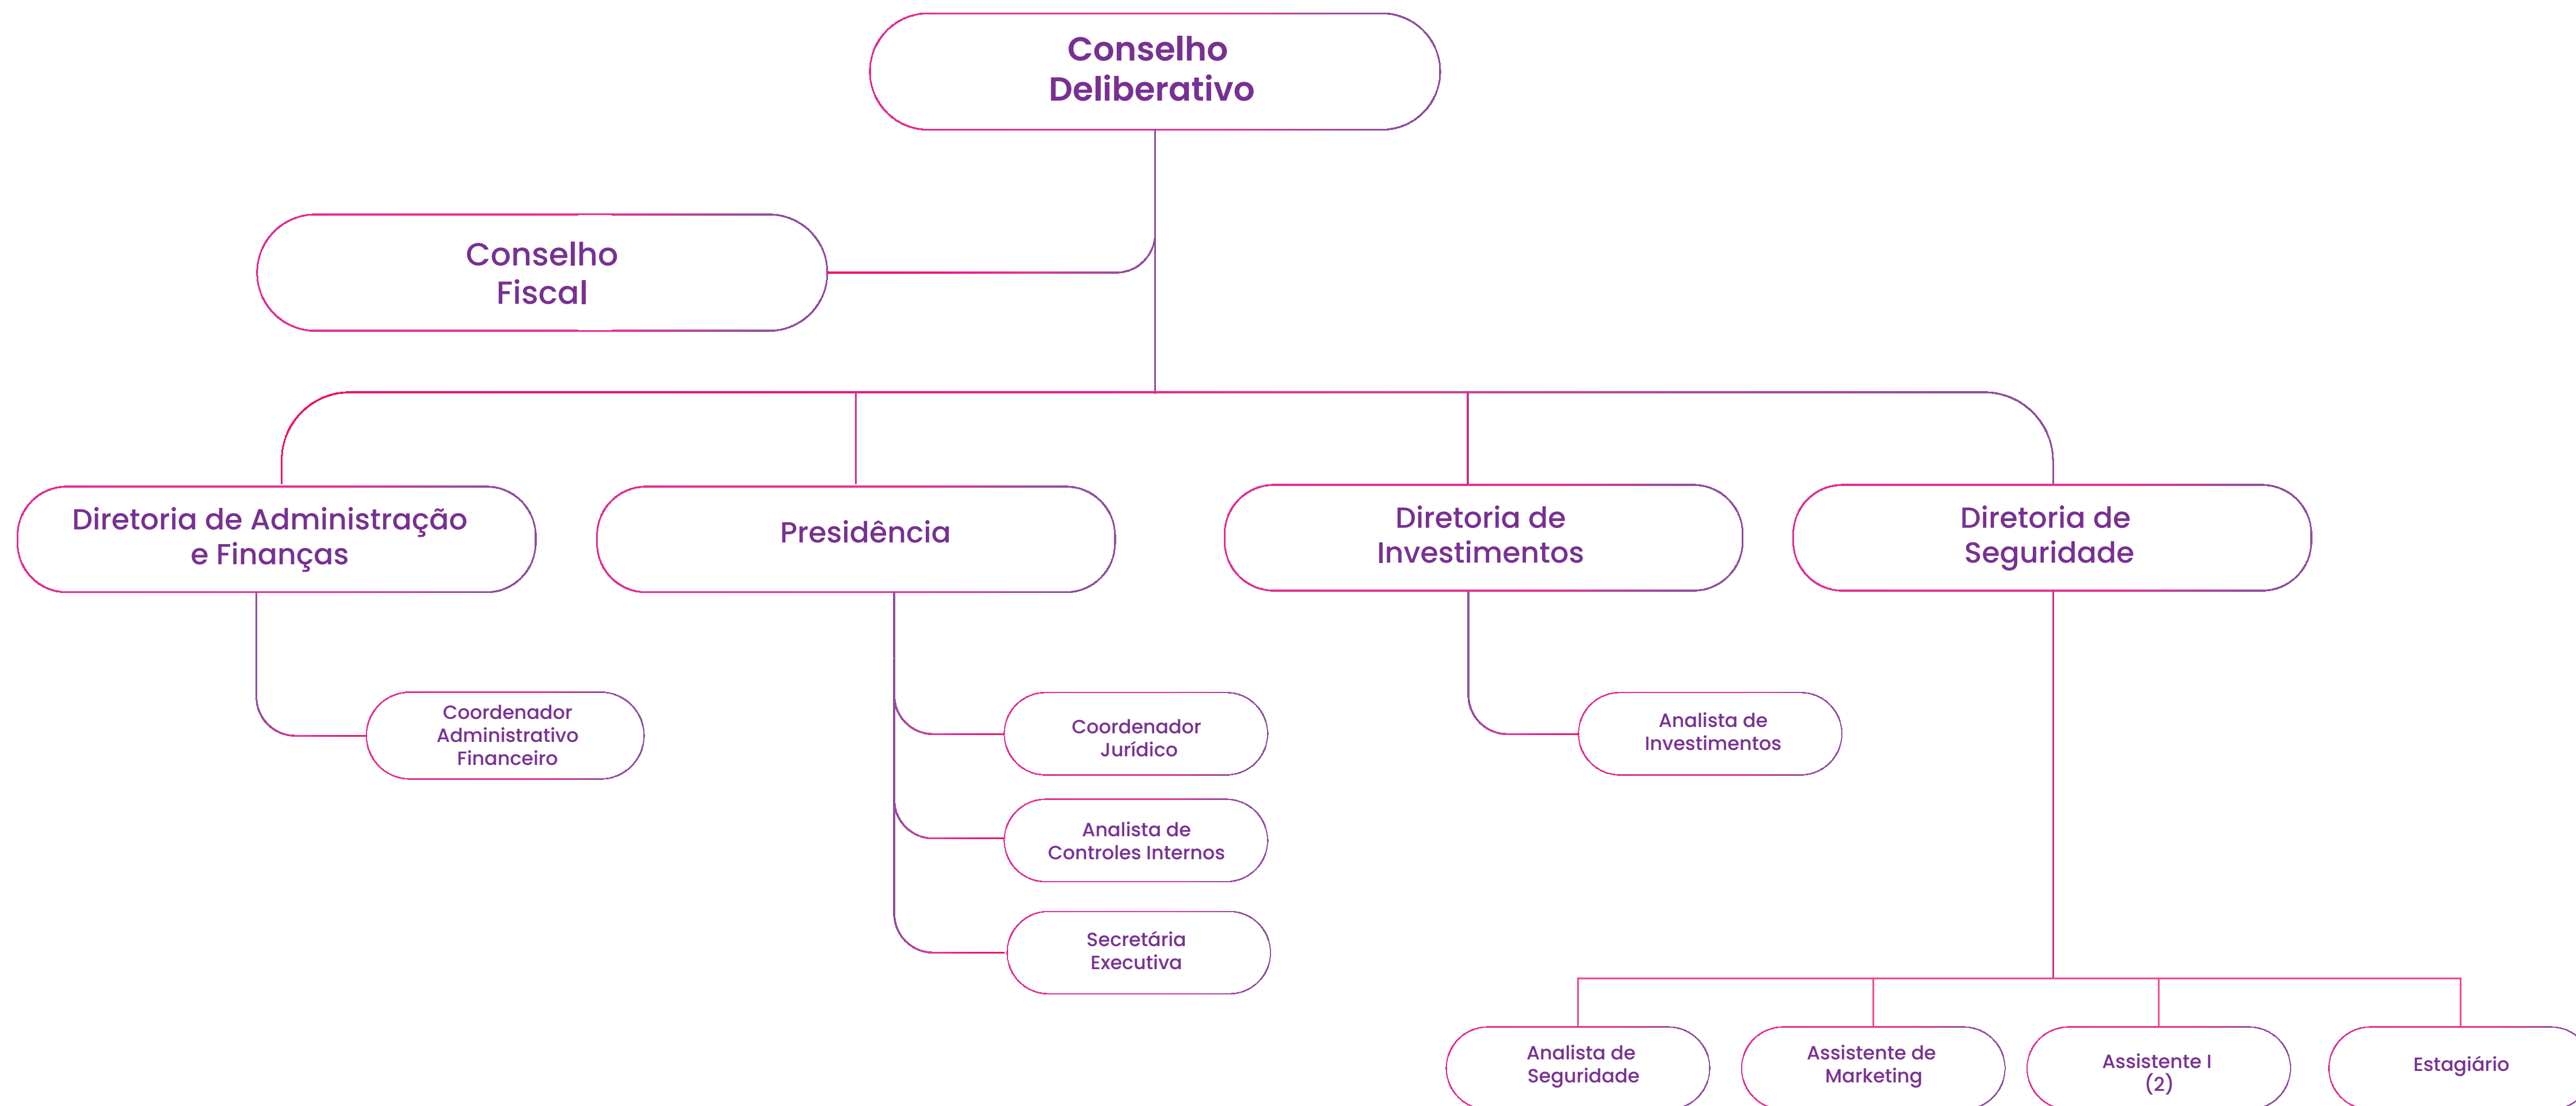 Conselho
Deliberativo
Conselho
Fiscal
Diretoria de Administração
e Finanças
Presidência
Diretoria de
Investimentos
Diretoria de
Seguridade
Coordenador
Administrativo
Financeiro
Coordenador
Jurídico
Analista de
Controles Internos
Secretária
Executiva
Analista de
Investimentos
Analista de
Seguridade
Assistente de
Marketing
Assistente I
(2)
Estagiário